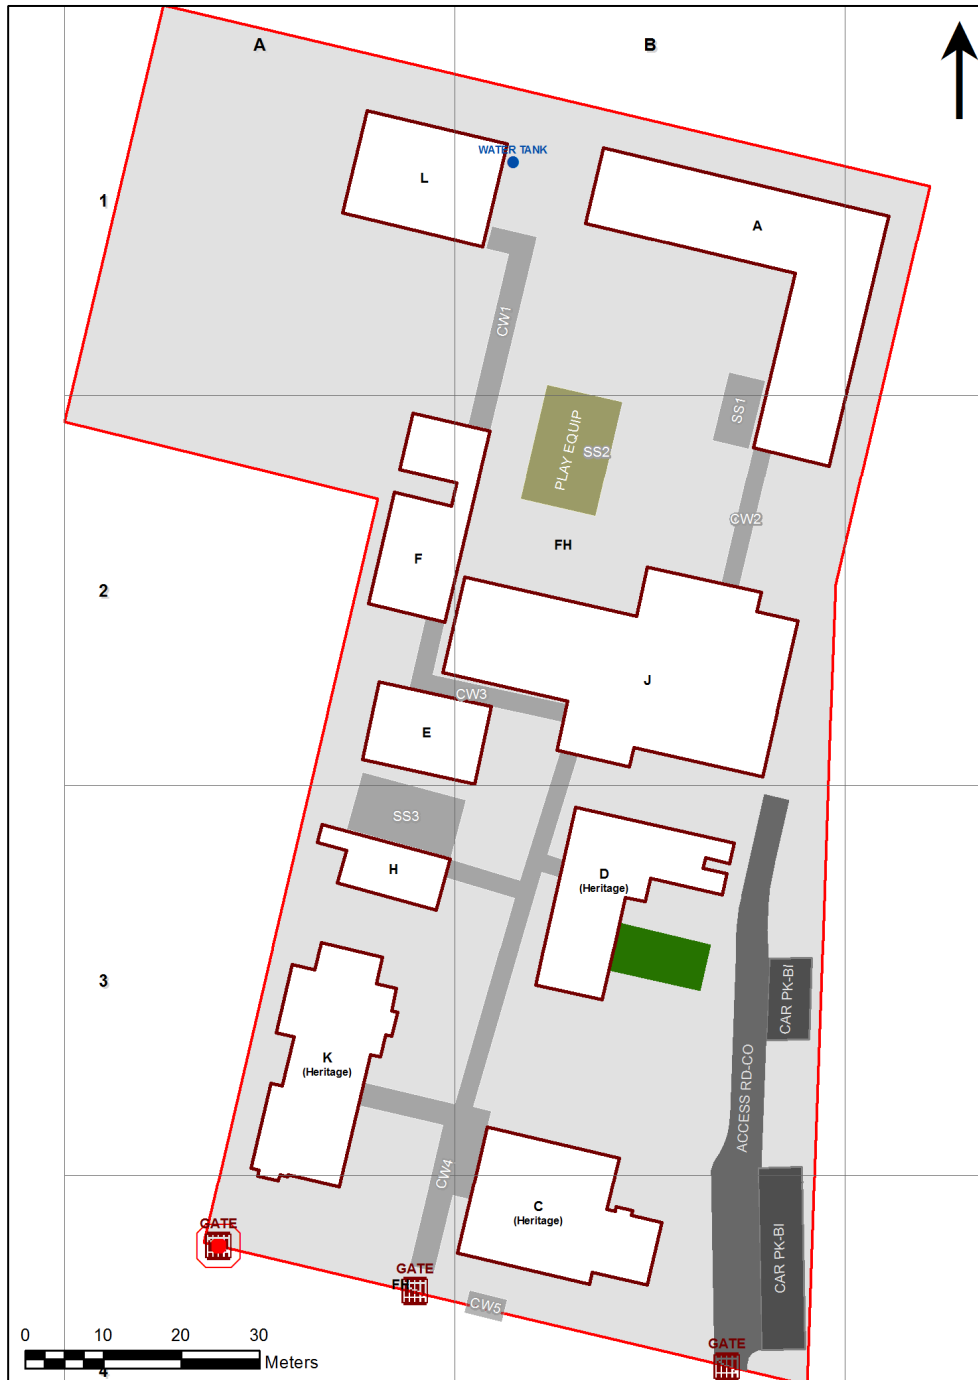 A
B
WATER TANK
L
1
A
CW1
SS1
PLAY EQUIP
SS2
CW2
FH
F
2
J
CW3
E
SS3
H
D
(Heritage)
3
CAR PK-BI
K
(Heritage)
ACCESS RD-CO
CW4
C
(Heritage)
GATE
CAR PK-BI
GATE
FH
CW5
GATE
0
10
20
30
Meters
4